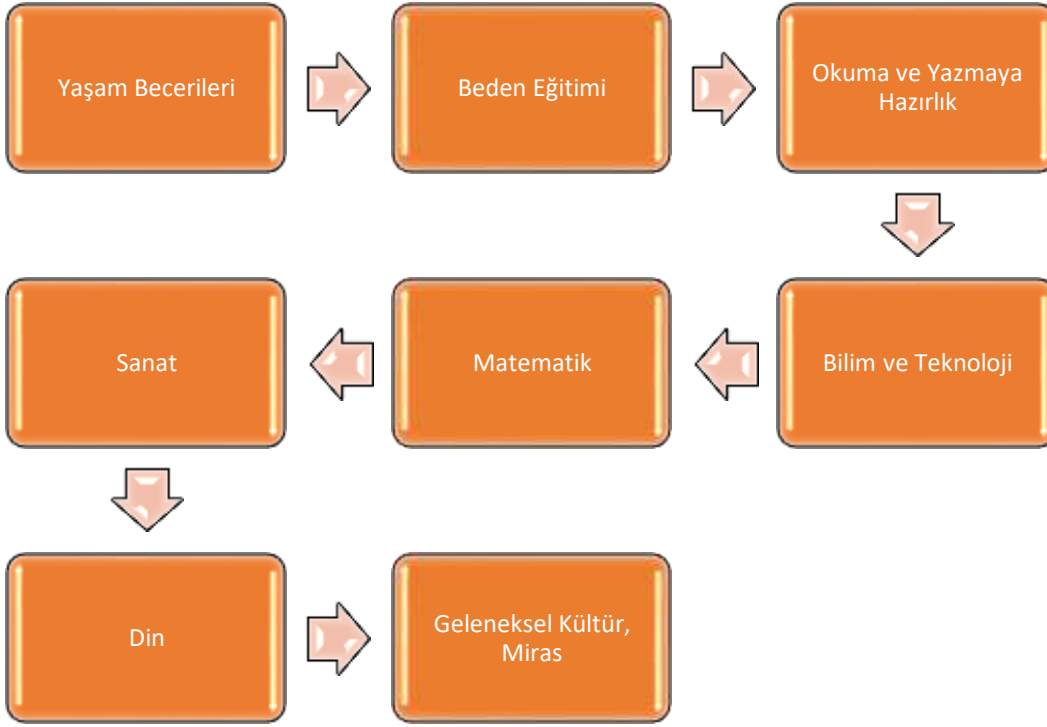 Yaşam Becerileri
Beden Eğitimi
Okuma ve Yazmaya
Hazırlık
Bilim ve Teknoloji
Matematik
Sanat
Din
Geleneksel Kültür,
Miras